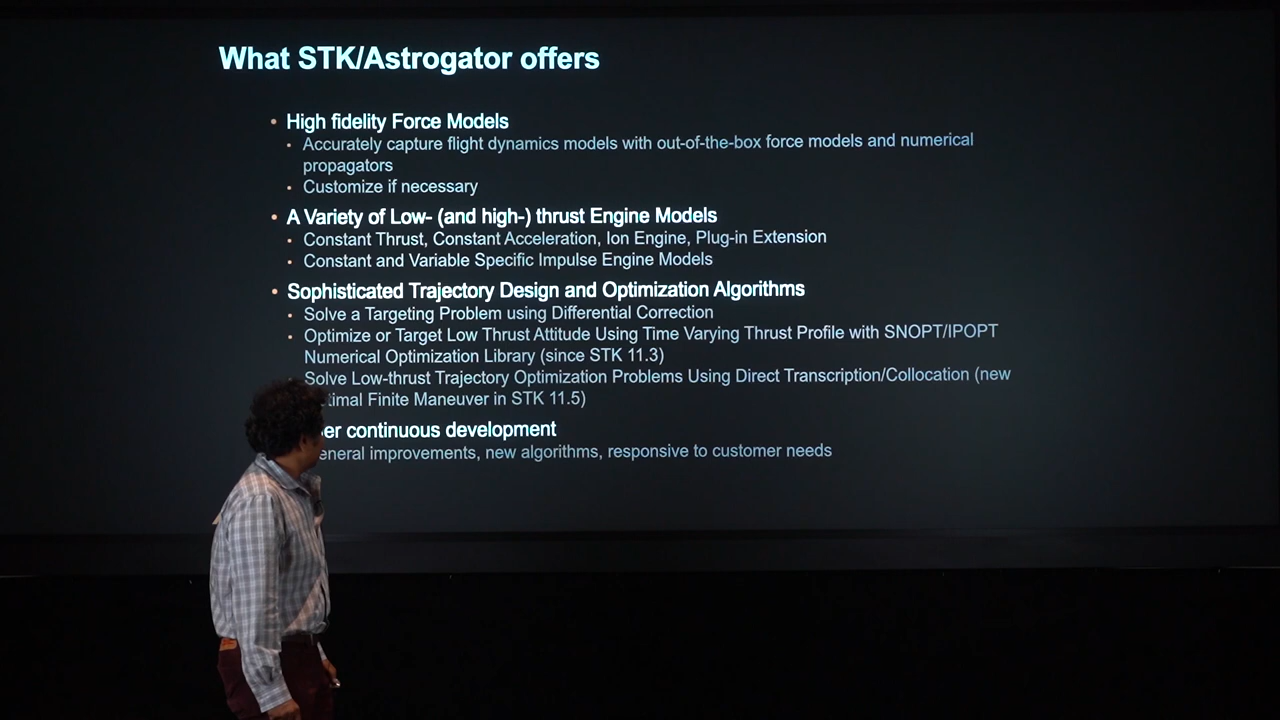 What STK/Astrogator offers
• High fidelity Force Models
• Accurately capture flight dynamics models with out-of-the-box force models and numerical
propagators
• Customize if necessary
• A Variety of Low- (and high-) thrust Engine Models
• Constant Thrust, Constant Acceleration, Ion Engine, Plug-in Extension
• Constant and Variable Specific Impulse Engine Models
• Sophisticated Trajectory Design and Optimization Algorithms
• Solve a Targeting Problem using Differential Correction
• Optimize or Target Low Thrust Attitude Using Time Varying Thrust Profile with SNOPT/IPOPT
Numerical Optimization Library (since STK 11.3)
Solve Low-thrust Trajectory Optimization Problems Using Direct Transcription/Collocation (new
Finite Maneuver in STK 11.5)
continuous development
improvements, new algorithms, responsive to customer needs